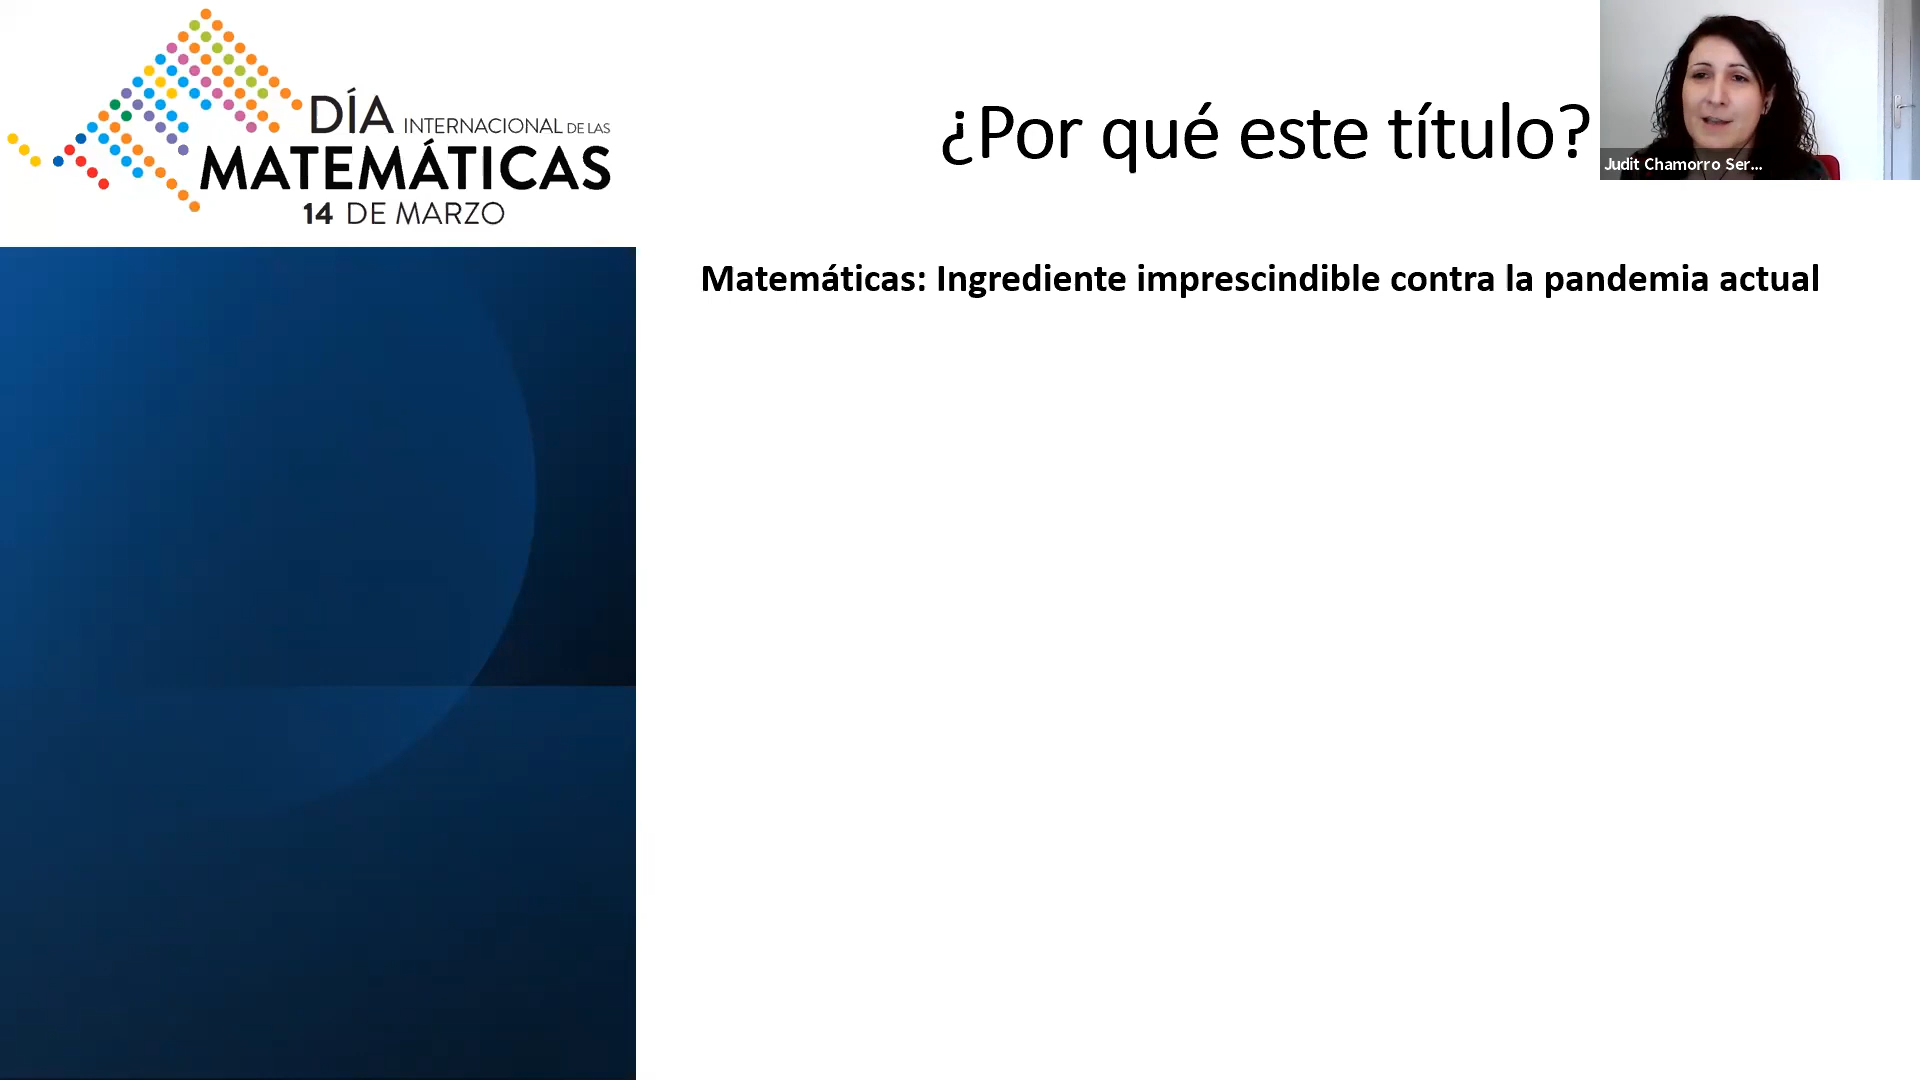 DÍA INTERNACIONAL DE LAS
MATEMÁTICAS
14 DE MARZO
¿Por qué este título?
Judit Chamorro Ser...
Matemáticas: Ingrediente imprescindible contra la pandemia actual